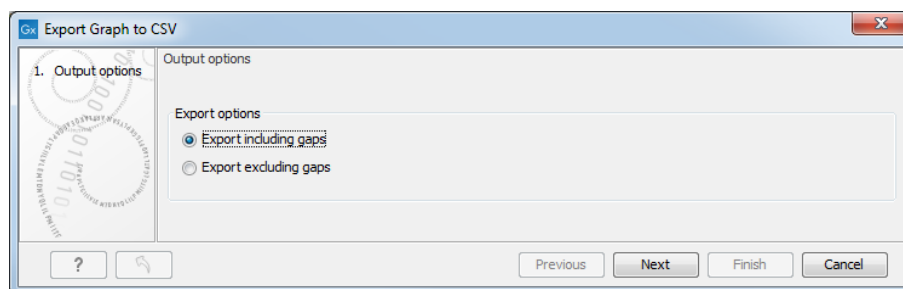 Gx Export Graph to CSV
X
1. Output options
Output options
Export options
Export including gaps
Export excluding gaps
?
Previous
Next
Finish
Cancel